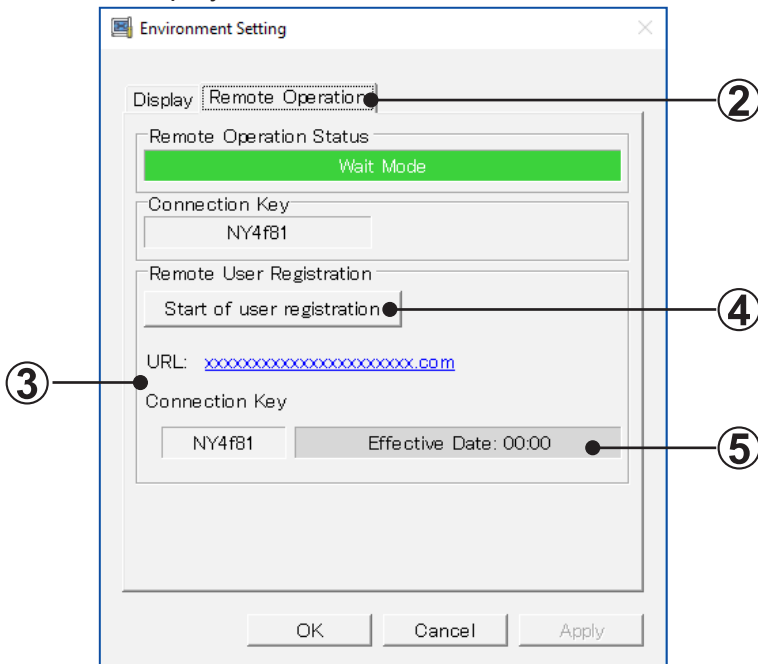 Environment Setting
Display Remote Operation
②
Remote Operation Status
Wait Mode
Connection Key
NY4f81
Remote User Registration
Start of user registration
④
URL: xxxxxxxxxxxxxxxxxxxxxxx.com
③
Connection Key
NY4f81 Effective Date: 00:00
⑤
OK Cancel Apply